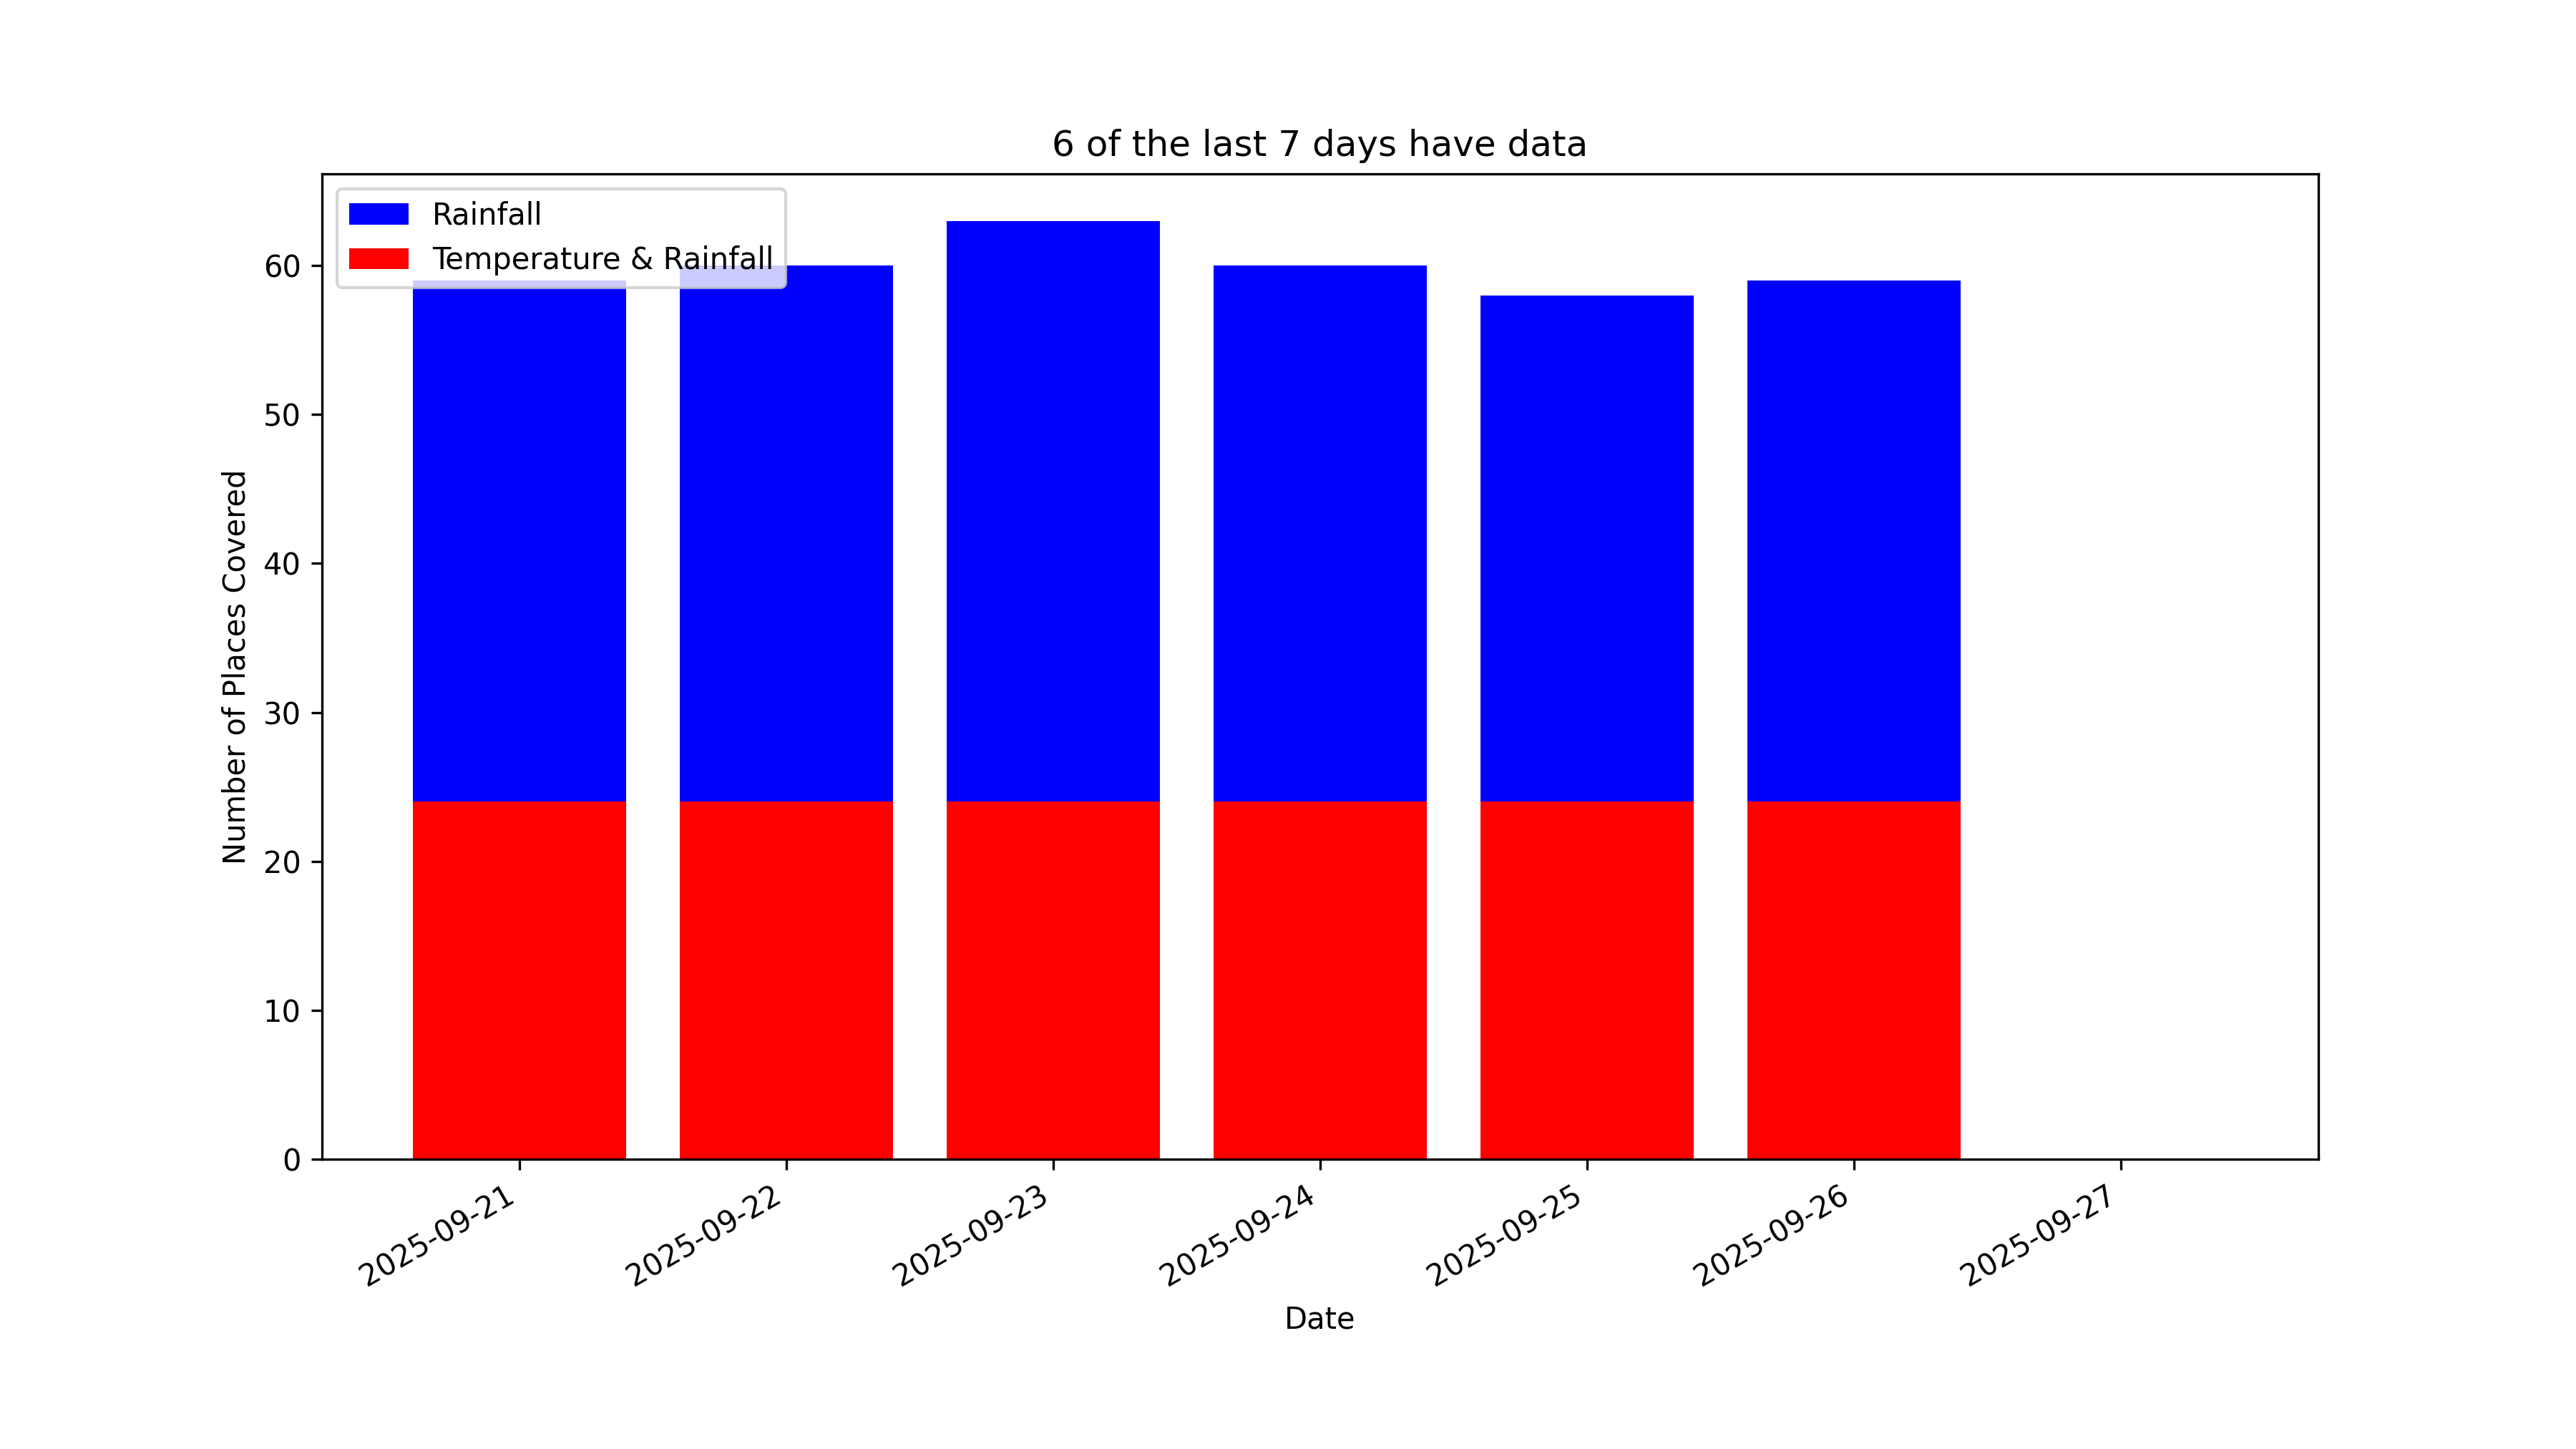 6 of the last 7 days have data
Rainfall
Temperature & Rainfall
Number of Places Covered
60
50
40
30
20
10
0
2025-09-21
2025-09-22
2025-09-23
2025-09-24
2025-09-25
2025-09-26
2025-09-27
Date